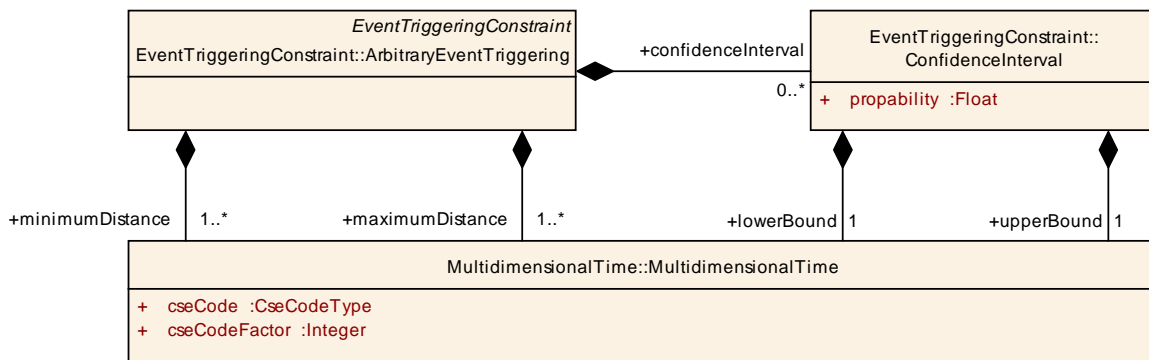 EventTriggeringConstraint
EventTriggeringConstraint::ArbitraryEventTriggering
+confidenceInterval
0..*
EventTriggeringConstraint::
ConfidenceInterval
+ propability :Float
+minimumDistance 1..*
+maximumDistance 1..*
+lowerBound 1
+upperBound 1
MultidimensionalTime::MultidimensionalTime
+ cseCode :CseCodeType
+ cseCodeFactor :Integer